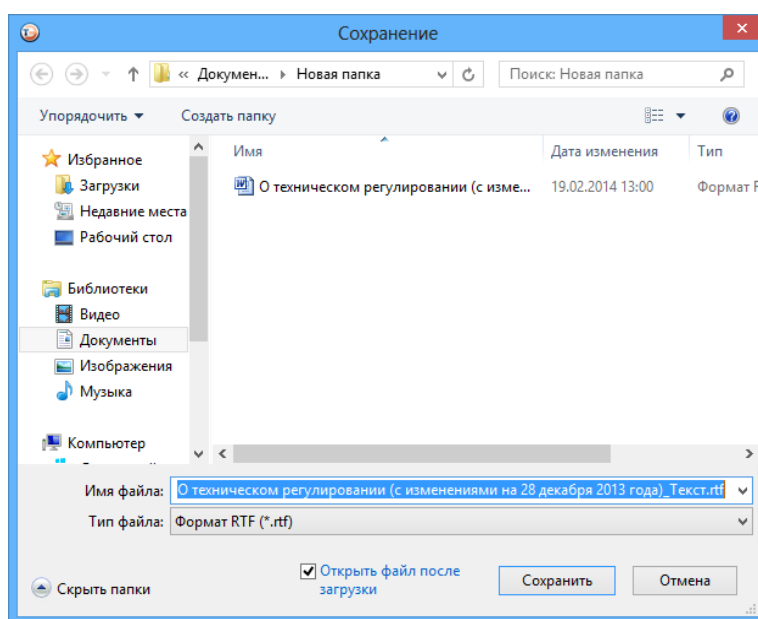 Сохранение
« Докумен... Новая папка
Поиск: Новая папка
Упорядочить
Создать папку
Избранное
Загрузки
Недавние места
Рабочий стол
Библиотеки
Видео
Документы
Изображения
Музыка
Компьютер
Имя
Дата изменения
Тип
О техническом регулировании (с изме...
19.02.2014 13:00
Формат F
Имя файла: О техническом регулировании (с изменениями на 28 декабря 2013 года)_Текст.rtf
Тип файла: Формат RTF (*.rtf)
Скрыть папки
Открыть файл после
загрузки
Сохранить
Отмена